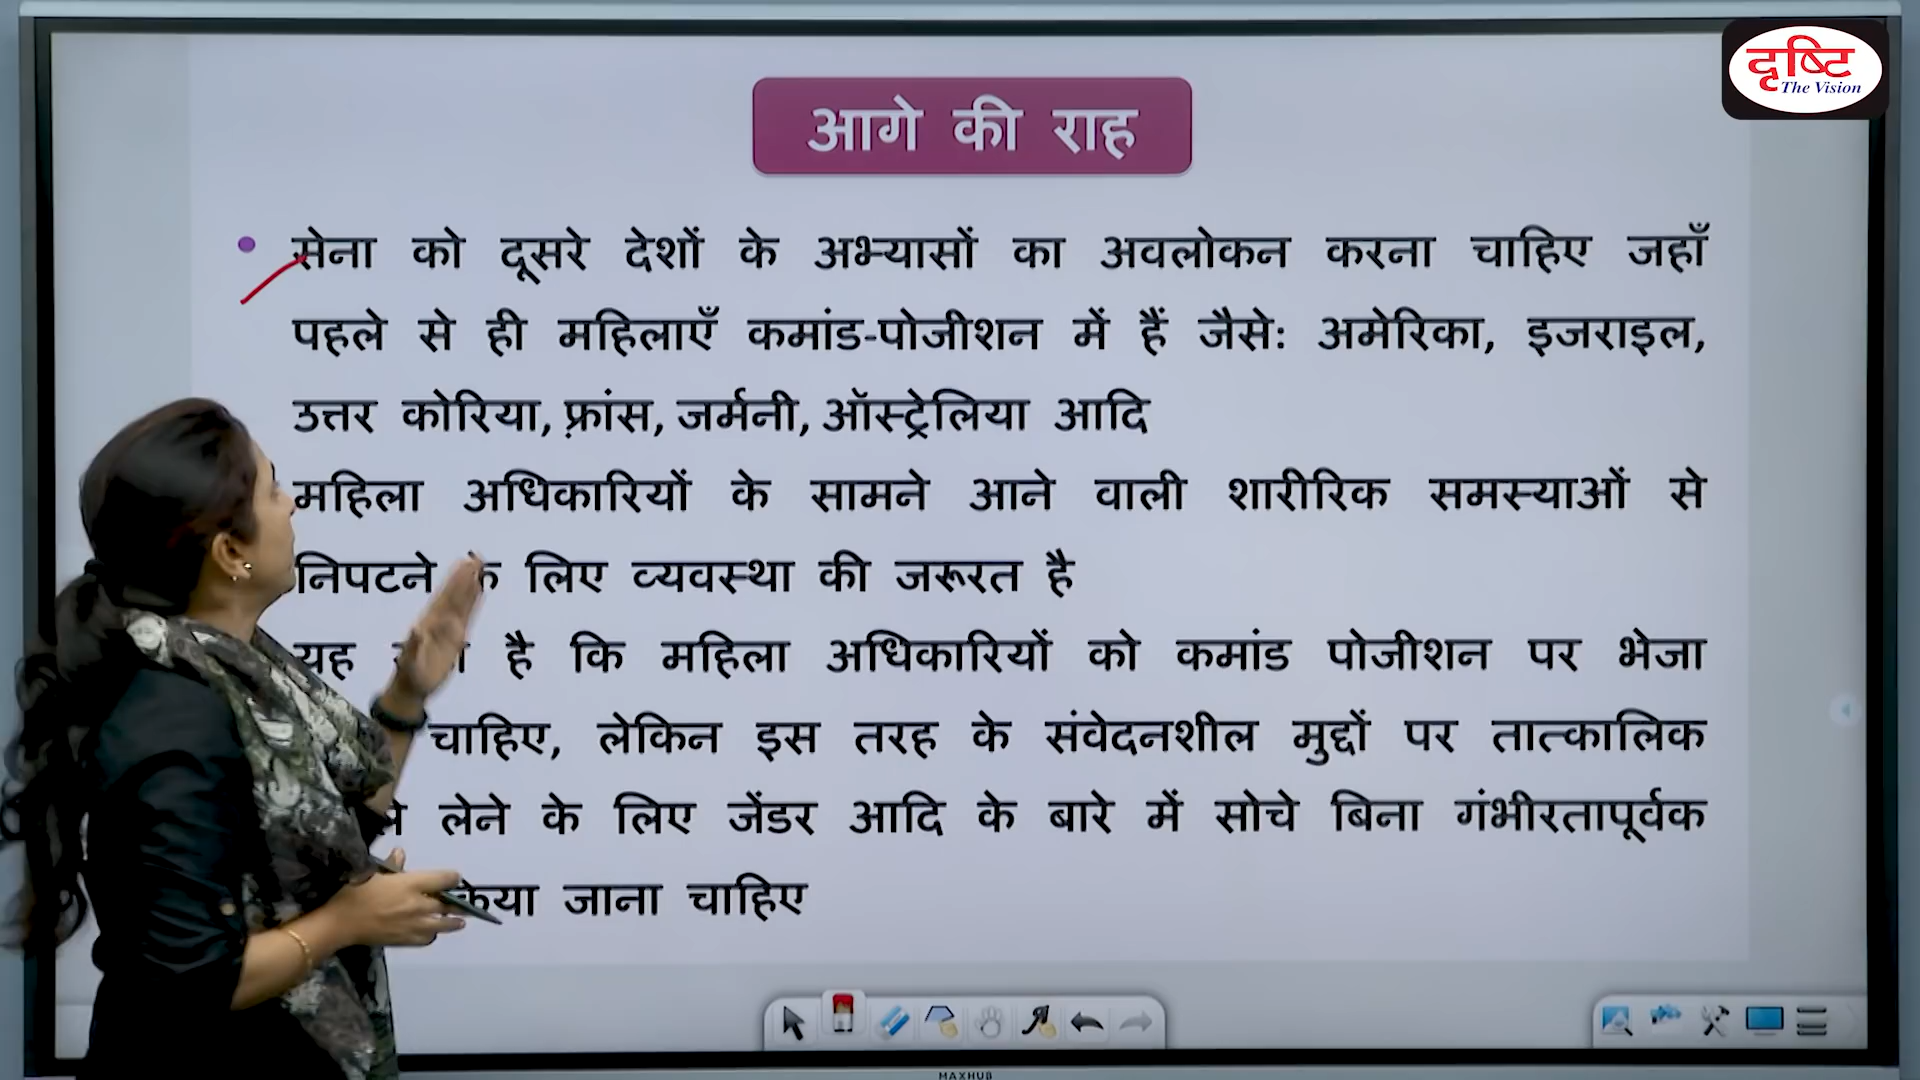 दृष्टि
The Vision
आगे की राह
सेना को दूसरे देशों के अभ्यासों का अवलोकन करना चाहिए जहाँ
पहले से ही महिलाएँ कमांड-पोजीशन में हैं जैसे: अमेरिका, इजराइल,
उत्तर कोरिया, फ़्रांस, जर्मनी, ऑस्ट्रेलिया आदि
महिला अधिकारियों के सामने आने वाली शारीरिक समस्याओं से
निपटने लिए व्यवस्था की जरूरत है
यह है कि महिला अधिकारियों को कमांड पोजीशन पर भेजा
चाहिए, लेकिन इस तरह के संवेदनशील मुद्दों पर तात्कालिक
लेने के लिए जेंडर आदि के बारे में सोचे बिना गंभीरतापूर्वक
जाना चाहिए
MAXHUB